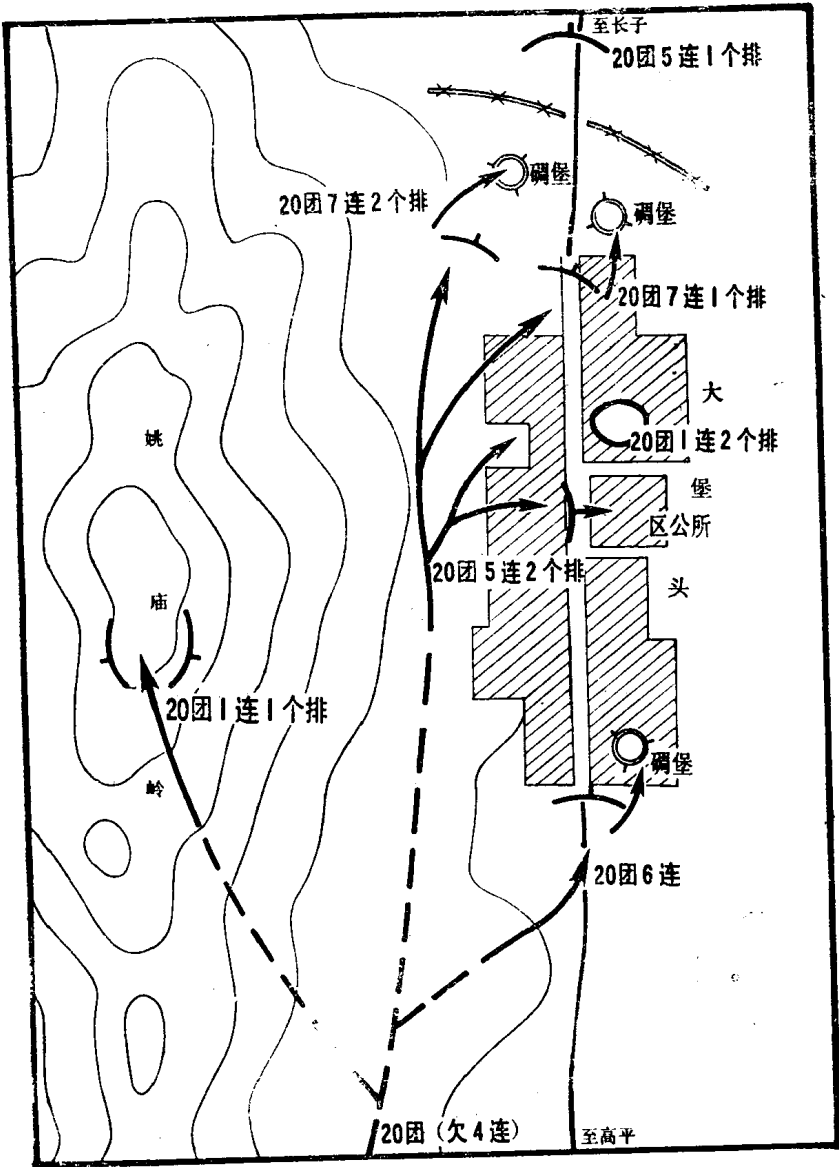 至长子
20团5连1个排
碉堡
20团7连2个排
碉堡
20团7连1个排
大堡头
20团1连2个排
区公所
姚庙岭
20团5连2个排
20团1连1个排
碉堡
20团6连
20团（欠4连）
至高平